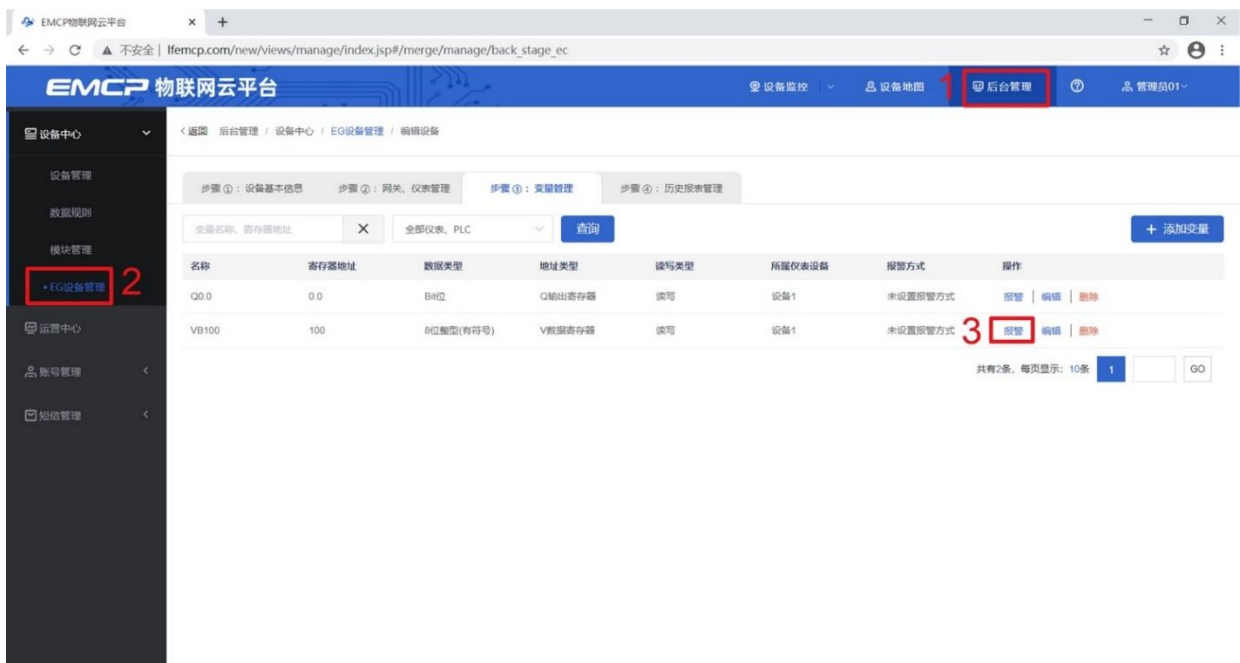 EMCP物联网云平台
不安全 | lfemcp.com/new/views/manage/index.jsp#/merge/manage/back_stage_ec
EMCP 物联网云平台
设备监控
设备地图
1
后台管理
管理员01
设备中心
<返回 后台管理 / 设备中心 / EG设备管理 / 编辑设备
设备管理
数据规则
模块管理
•EG设备管理
2
运营中心
账号管理
短信管理
步骤①：设备基本信息 步骤②：网关、仪表管理 步骤③：变量管理 步骤④：历史报表管理
变量名称、寄存器地址 X 全部仪表、PLC 查询 + 添加变量
名称 寄存器地址 数据类型 地址类型 读写类型 所属仪表设备 报警方式 操作
Q0.0 0.0 Bit位 Q输出寄存器 读写 设备1 未设置报警方式 报警 | 编辑 | 删除
VB100 100 8位整型(有符号) V数据寄存器 读写 设备1 未设置报警方式 3 报警 编辑 | 删除
共有2条，每页显示：10条 1 GO